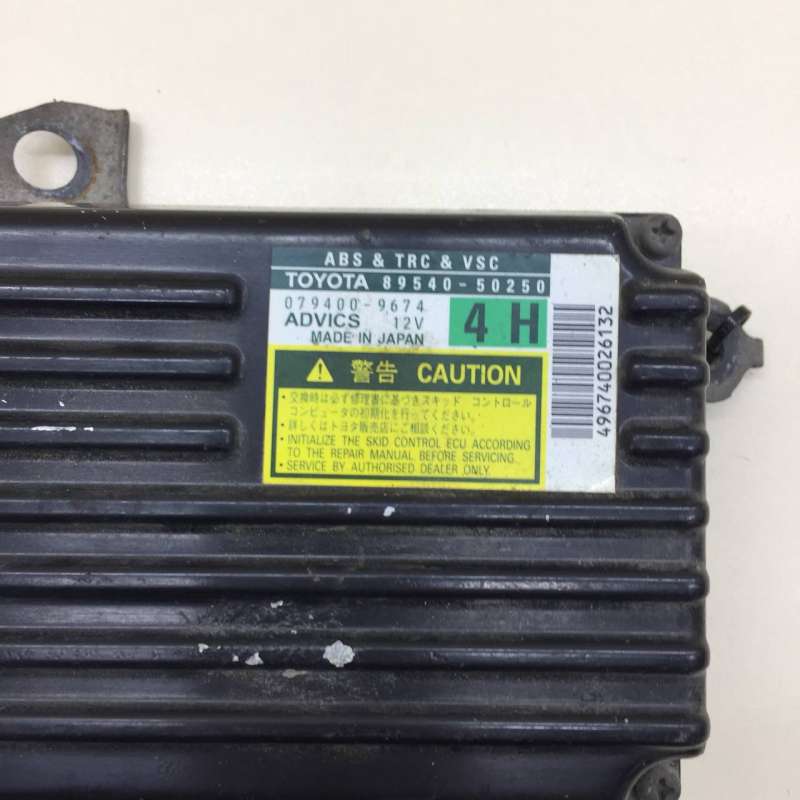 ABS & TRC & VSC
TOYOTA 89540-50250
079400-9674
ADVICS 12V
MADE IN JAPAN
4H
⚠ 警告 CAUTION
・交換時は必ず修理書に基づきスキッド コントロール
コンピュータの初期化を行ってください。
・詳しくはトヨタ販売店にご相談ください。
・INITIALIZE THE SKID CONTROL ECU ACCORDING
TO THE REPAIR MANUAL BEFORE SERVICING.
・SERVICE BY AUTHORISED DEALER ONLY.
496740026132